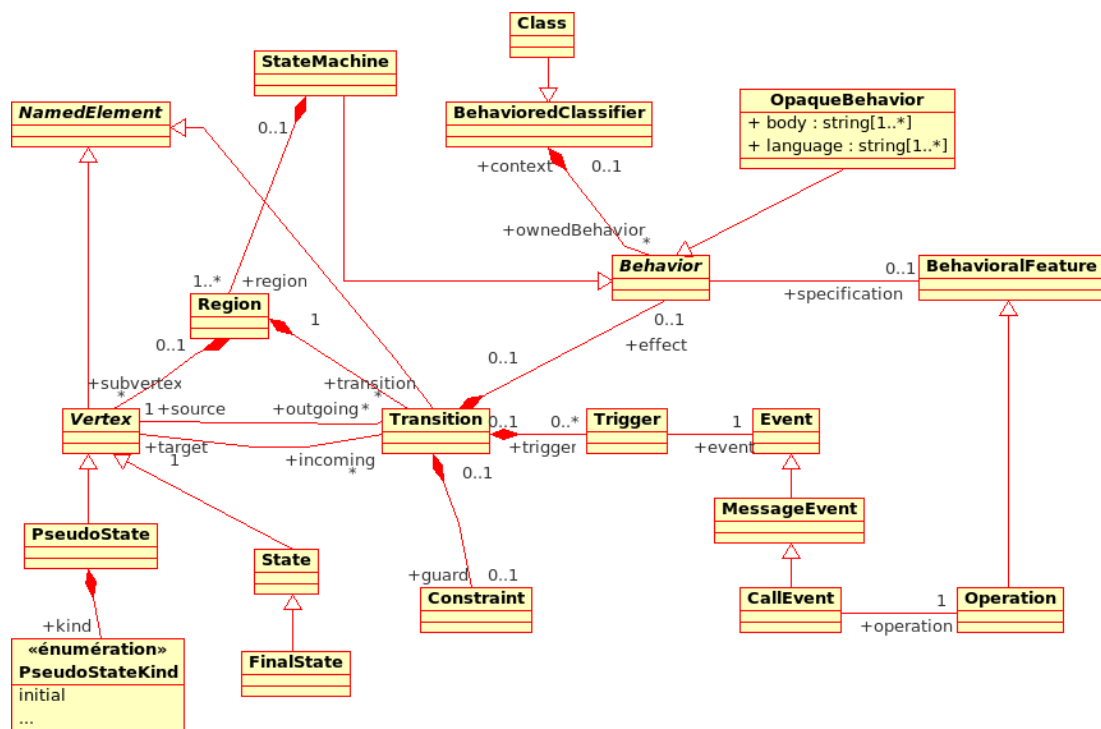 Class
StateMachine
NamedElement
0..1
BehavioredClassifier
+context
0..1
OpaqueBehavior
+ body : string[1..*]
+ language : string[1..*]
+ownedBehavior
*
1..*
+region
Behavior
0..1
+specification
BehavioralFeature
Region
1
0..1
0..1
+effect
0..1
+subvertex
*
+transition
*
Vertex
1
+source
+outgoing
*
Transition
0..1
0..*
+trigger
Trigger
1
+event
Event
+target
1
+incoming
*
0..1
MessageEvent
PseudoState
State
+guard
0..1
Constraint
CallEvent
1
+operation
Operation
+kind
«énumération»
PseudoStateKind
initial
...
FinalState